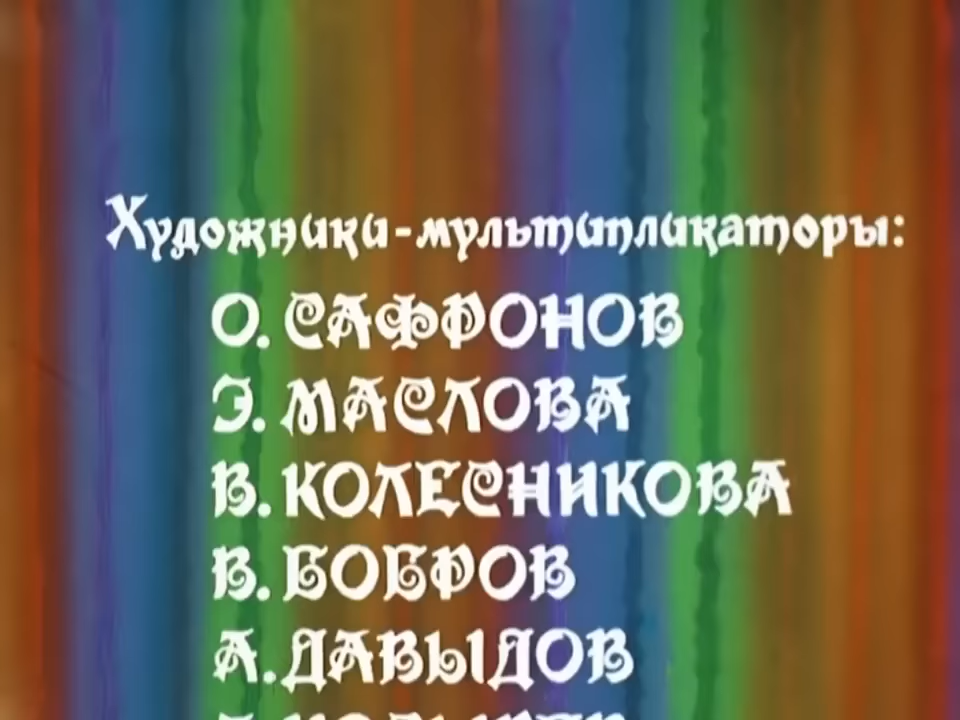 Художники-мультипликаторы:
О. САФРОНОВ
Э. МАСЛОВА
В. КОЛЕСНИКОВА
В. БОБРОВ
А. ДАВЫДОВ